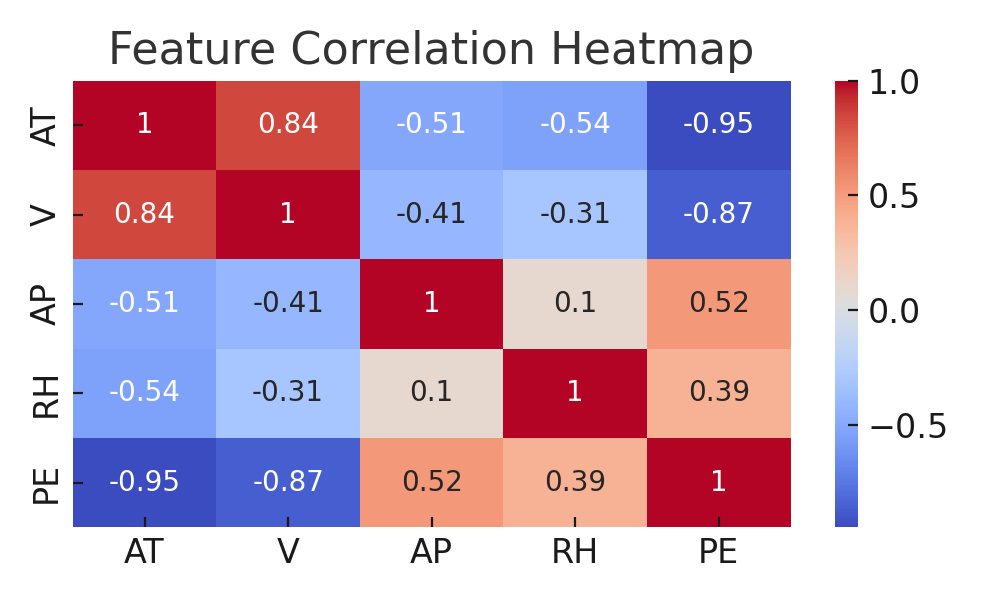 Feature Correlation Heatmap
AT 1 0.84 -0.51 -0.54 -0.95
V 0.84 1 -0.41 -0.31 -0.87
AP -0.51 -0.41 1 0.1 0.52
RH -0.54 -0.31 0.1 1 0.39
PE -0.95 -0.87 0.52 0.39 1
AT V AP RH PE
1.0
0.5
0.0
−0.5